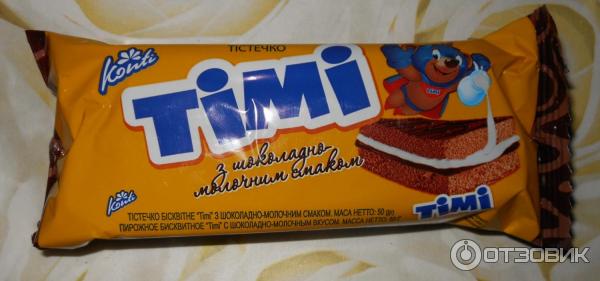 Konti
ТІСТЕЧКО
Timi
з шоколадно-
молочним смаком
Timi
Konti
Timi
ТІСТЕЧКО БІСКВІТНЕ "Timi" З ШОКОЛАДНО-МОЛОЧНИМ СМАКОМ. МАСА НЕТТО: 50
ПИРОЖНОЕ БИСКВИТНОЕ "Timi" С ШОКОЛАДНО-МОЛОЧНЫМ ВКУСОМ. МАССА НЕТТО:
ОТЗОВИК